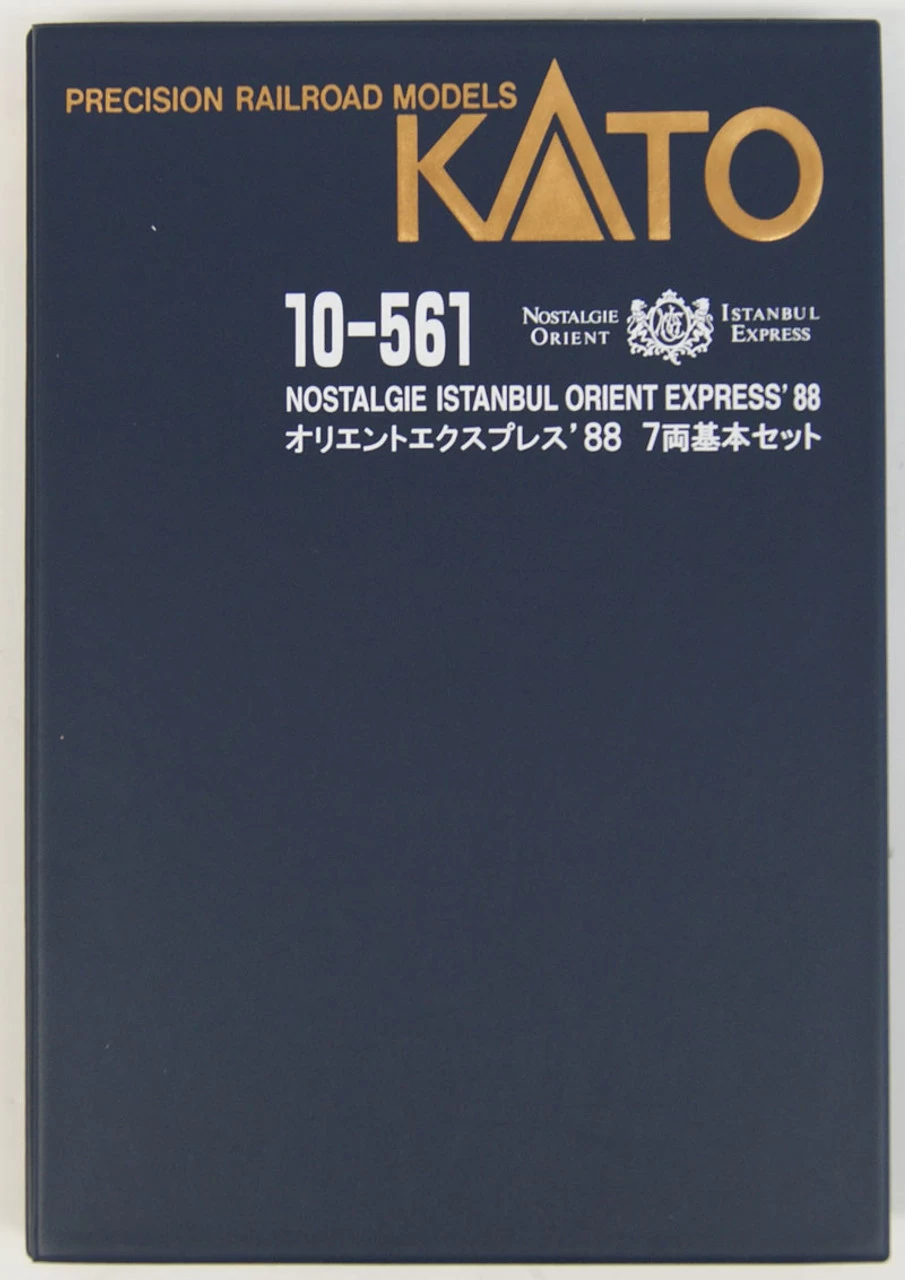 PRECISION RAILROAD MODELS
KATO
10-561
NOSTALGIE ISTANBUL
ORIENT EXPRESS
NOSTALGIE ISTANBUL ORIENT EXPRESS'88
オリエントエクスプレス'88 7両基本セット